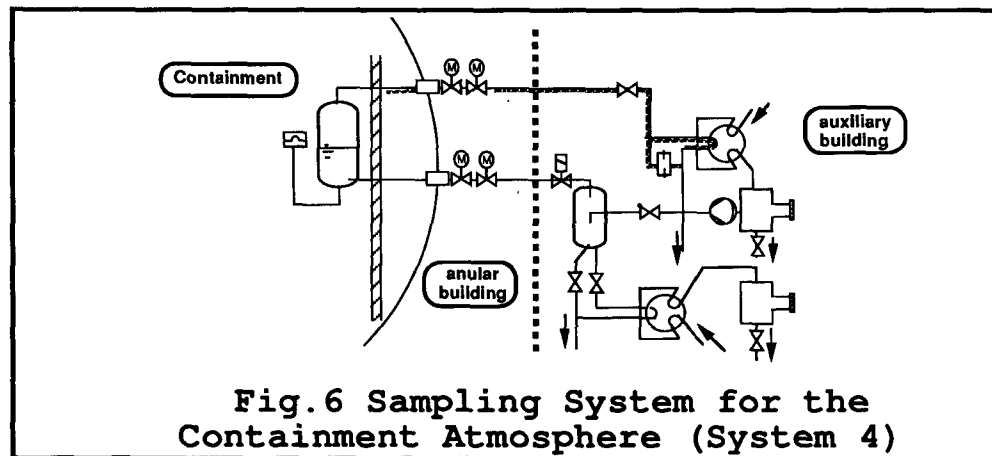 Containment
M M
auxiliary
building
M M
anular
building
Fig.6 Sampling System for the
Containment Atmosphere (System 4)